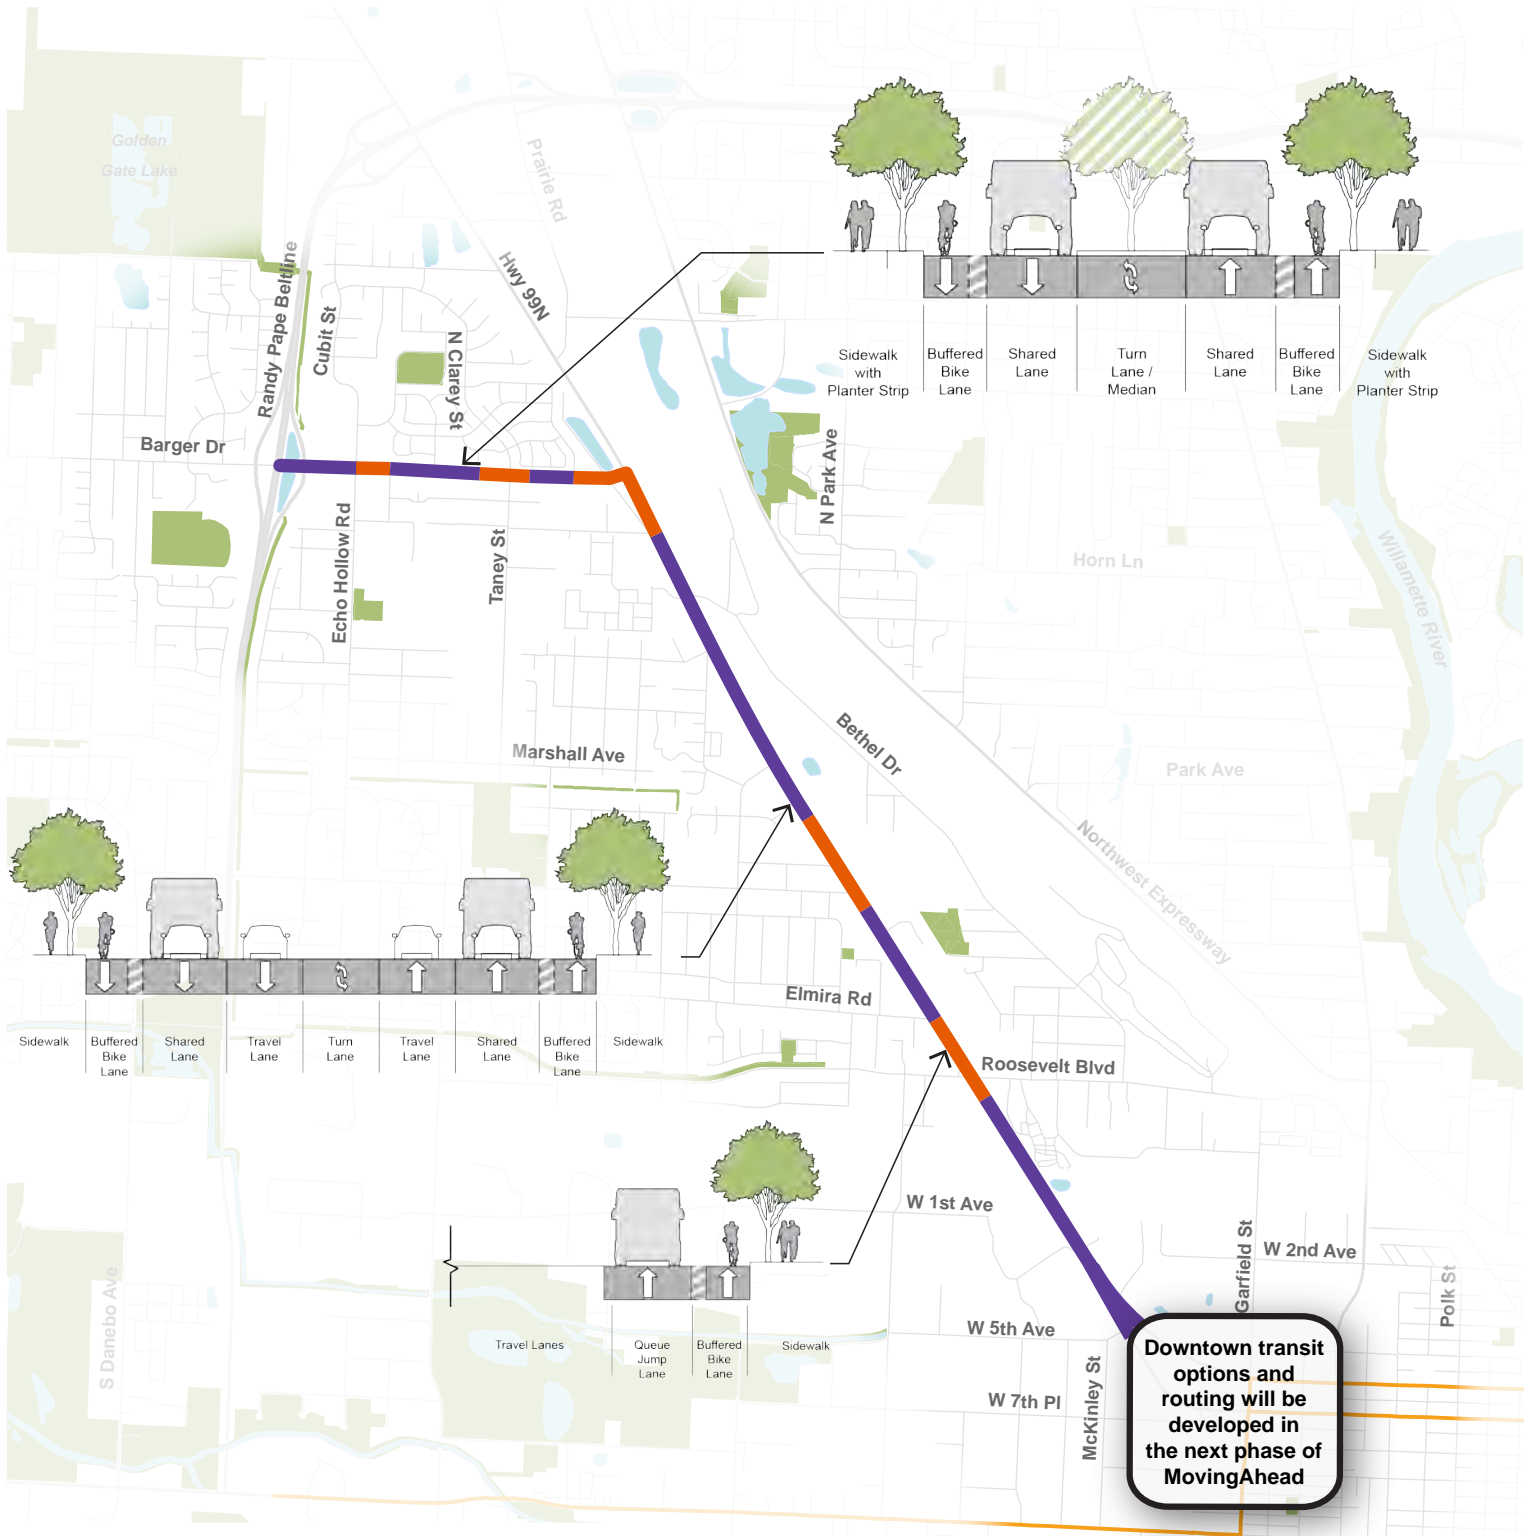 Golden
Gate Lake
Prairie Rd
Hwy 99N
Randy Pape Beltline
Cubit St
N Clarey St
Barger Dr
Echo Hollow Rd
Taney St
N Park Ave
Horn Ln
Willamette River
Sidewalk
with
Planter Strip
Buffered
Bike
Lane
Shared
Lane
Turn
Lane /
Median
Shared
Lane
Buffered
Bike
Lane
Sidewalk
with
Planter Strip
Marshall Ave
Bethel Dr
Park Ave
Northwest Expressway
Elmira Rd
Roosevelt Blvd
Sidewalk
Buffered
Bike
Lane
Shared
Lane
Travel
Lane
Turn
Lane
Travel
Lane
Shared
Lane
Buffered
Bike
Lane
Sidewalk
W 1st Ave
W 2nd Ave
Garfield St
Polk St
S Danebo Ave
Travel Lanes
Queue
Jump
Lane
Buffered
Bike
Lane
Sidewalk
W 5th Ave
W 7th Pl
McKinley St
Downtown transit
options and
routing will be
developed in
the next phase of
MovingAhead